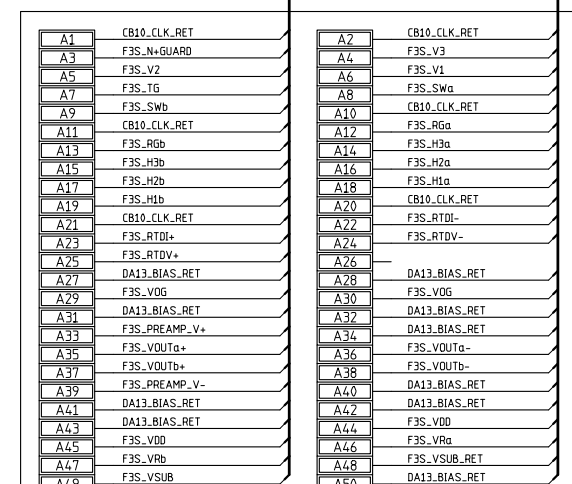 A1 CB10_CLK_RET A2 CB10_CLK_RET
A3 F3S_N+GUARD A4 F3S_V3
A5 F3S_V2 A6 F3S_V1
A7 F3S_TG A8 F3S_SWa
A9 F3S_SWb A10 CB10_CLK_RET
A11 CB10_CLK_RET A12 F3S_RGa
A13 F3S_RGb A14 F3S_H3a
A15 F3S_H3b A16 F3S_H2a
A17 F3S_H2b A18 F3S_H1a
A19 F3S_H1b A20 CB10_CLK_RET
A21 CB10_CLK_RET A22 F3S_RTDI-
A23 F3S_RTDI+ A24 F3S_RTDV-
A25 F3S_RTDV+ A26
A27 DA13_BIAS_RET A28 DA13_BIAS_RET
A29 F3S_VOG A30 F3S_VOG
A31 DA13_BIAS_RET A32 DA13_BIAS_RET
A33 F3S_PREAMP_V+ A34 DA13_BIAS_RET
A35 F3S_VOUTa+ A36 F3S_VOUTa-
A37 F3S_VOUTb+ A38 F3S_VOUTb-
A39 F3S_PREAMP_V- A40 DA13_BIAS_RET
A41 DA13_BIAS_RET A42 DA13_BIAS_RET
A43 DA13_BIAS_RET A44 F3S_VDD
A45 F3S_VDD A46 F3S_VRa
A47 F3S_VRb A48 F3S_VSUB_RET
A49 F3S_VSUB A50 DA13_BIAS_RET